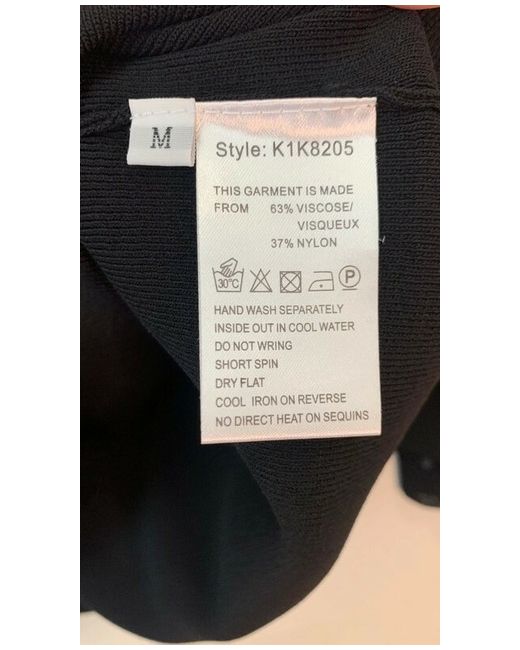 M
Style: K1K8205
THIS GARMENT IS MADE
FROM 63% VISCOSE/
VISQUEUX
37% NYLON
30°C P
HAND WASH SEPARATELY
INSIDE OUT IN COOL WATER
DO NOT WRING
SHORT SPIN
DRY FLAT
COOL IRON ON REVERSE
NO DIRECT HEAT ON SEQUINS